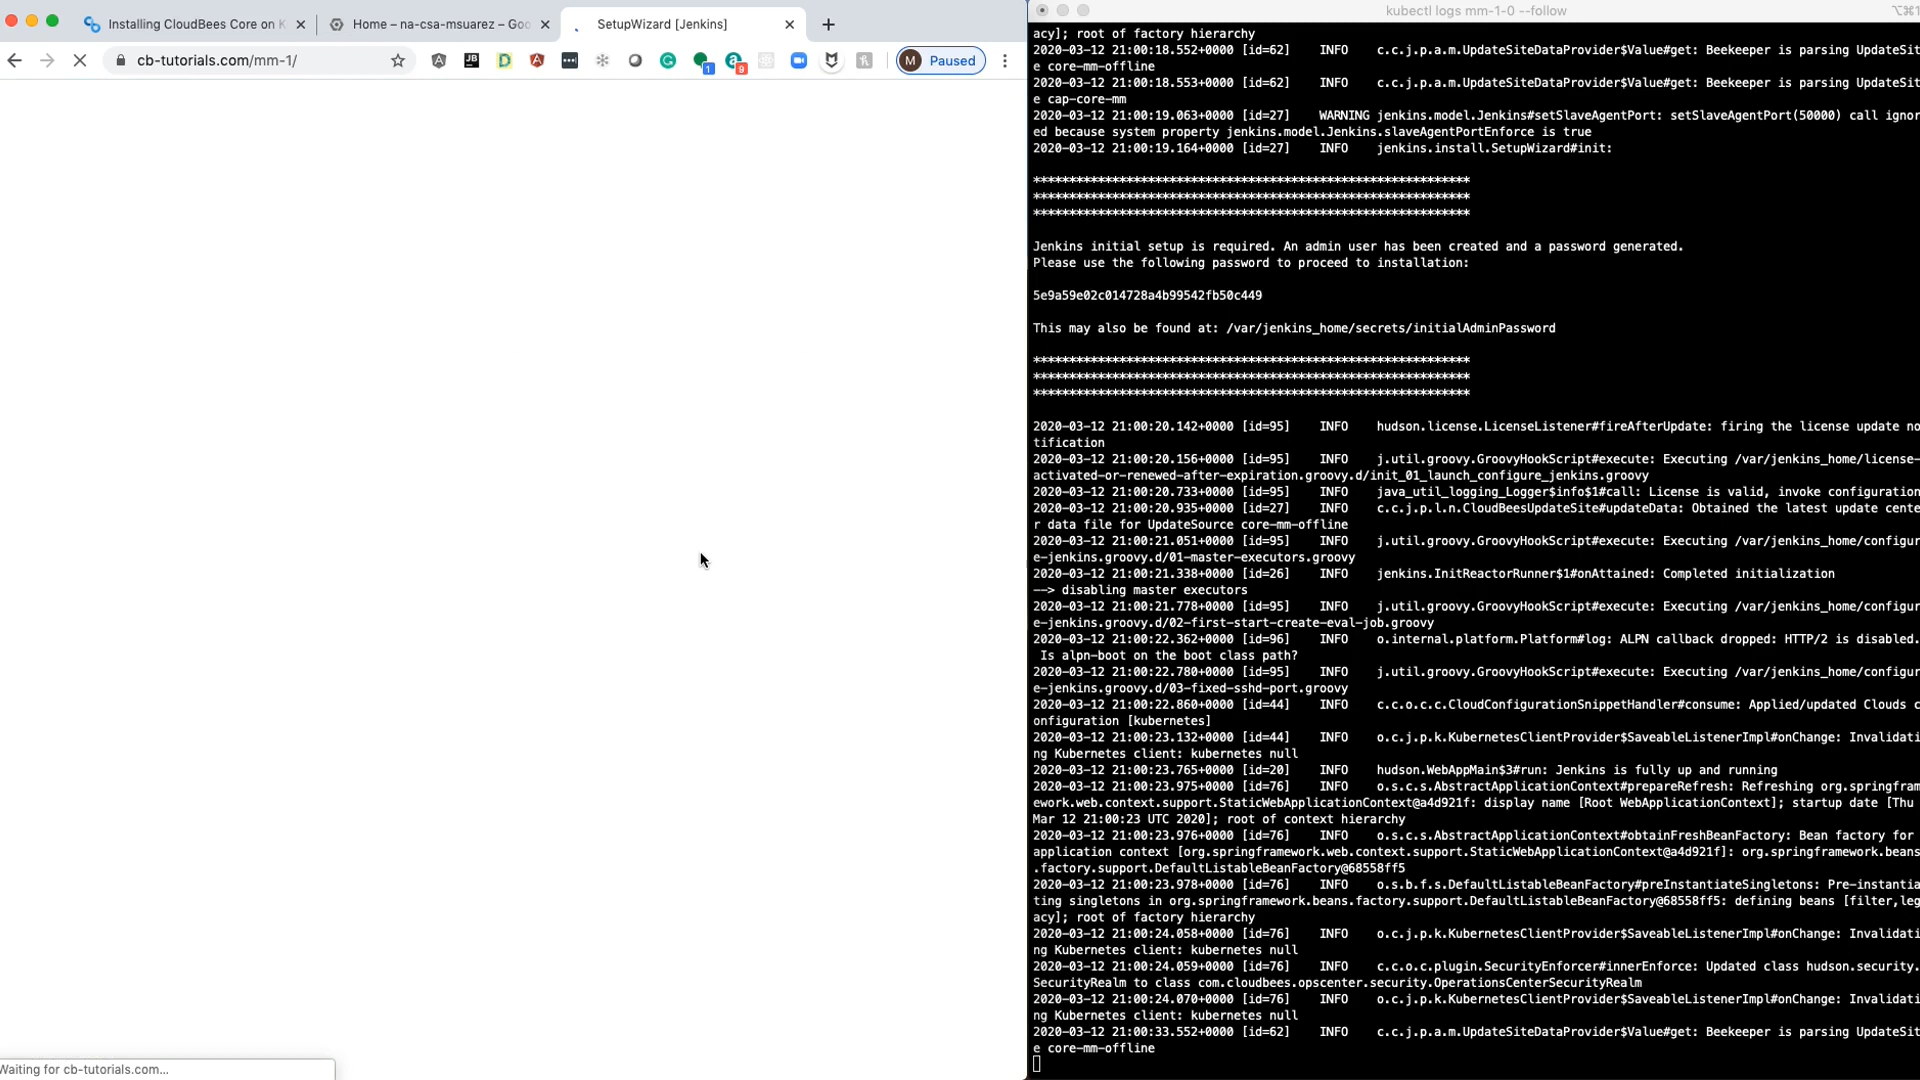 Installing CloudBees Core on K
Home – na-csa-msuarez – Goo
SetupWizard [Jenkins]
cb-tutorials.com/mm-1/
JB
D
1
9
M Paused
Waiting for cb-tutorials.com...
kubectl logs mm-1-0 --follow
⌥⌘1
acy]; root of factory hierarchy
2020-03-12 21:00:18.552+0000 [id=62] INFO c.c.j.p.a.m.UpdateSiteDataProvider$Value#get: Beekeeper is parsing UpdateSit
e core-mm-offline
2020-03-12 21:00:18.553+0000 [id=62] INFO c.c.j.p.a.m.UpdateSiteDataProvider$Value#get: Beekeeper is parsing UpdateSit
e cap-core-mm
2020-03-12 21:00:19.063+0000 [id=27] WARNING jenkins.model.Jenkins#setSlaveAgentPort: setSlaveAgentPort(50000) call ignor
ed because system property jenkins.model.Jenkins.slaveAgentPortEnforce is true
2020-03-12 21:00:19.164+0000 [id=27] INFO jenkins.install.SetupWizard#init:
*************************************************************
*************************************************************
*************************************************************
Jenkins initial setup is required. An admin user has been created and a password generated.
Please use the following password to proceed to installation:
5e9a59e02c014728a4b99542fb50c449
This may also be found at: /var/jenkins_home/secrets/initialAdminPassword
*************************************************************
*************************************************************
*************************************************************
2020-03-12 21:00:20.142+0000 [id=95] INFO hudson.license.LicenseListener#fireAfterUpdate: firing the license update no
tification
2020-03-12 21:00:20.156+0000 [id=95] INFO j.util.groovy.GroovyHookScript#execute: Executing /var/jenkins_home/license-
activated-or-renewed-after-expiration.groovy.d/init_01_launch_configure_jenkins.groovy
2020-03-12 21:00:20.733+0000 [id=95] INFO java_util_logging_Logger$info$1#call: License is valid, invoke configuration
2020-03-12 21:00:20.935+0000 [id=27] INFO c.c.j.p.l.n.CloudBeesUpdateSite#updateData: Obtained the latest update cente
r data file for UpdateSource core-mm-offline
2020-03-12 21:00:21.051+0000 [id=95] INFO j.util.groovy.GroovyHookScript#execute: Executing /var/jenkins_home/configur
e-jenkins.groovy.d/01-master-executors.groovy
2020-03-12 21:00:21.338+0000 [id=26] INFO jenkins.InitReactorRunner$1#onAttained: Completed initialization
--> disabling master executors
2020-03-12 21:00:21.778+0000 [id=95] INFO j.util.groovy.GroovyHookScript#execute: Executing /var/jenkins_home/configur
e-jenkins.groovy.d/02-first-start-create-eval-job.groovy
2020-03-12 21:00:22.362+0000 [id=96] INFO o.internal.platform.Platform#log: ALPN callback dropped: HTTP/2 is disabled.
Is alpn-boot on the boot class path?
2020-03-12 21:00:22.780+0000 [id=95] INFO j.util.groovy.GroovyHookScript#execute: Executing /var/jenkins_home/configur
e-jenkins.groovy.d/03-fixed-sshd-port.groovy
2020-03-12 21:00:22.860+0000 [id=44] INFO c.c.o.c.c.CloudConfigurationSnippetHandler#consume: Applied/updated Clouds c
onfiguration [kubernetes]
2020-03-12 21:00:23.132+0000 [id=44] INFO o.c.j.p.k.KubernetesClientProvider$SaveableListenerImpl#onChange: Invalidati
ng Kubernetes client: kubernetes null
2020-03-12 21:00:23.765+0000 [id=20] INFO hudson.WebAppMain$3#run: Jenkins is fully up and running
2020-03-12 21:00:23.975+0000 [id=76] INFO o.s.c.s.AbstractApplicationContext#prepareRefresh: Refreshing org.springfram
ework.web.context.support.StaticWebApplicationContext@a4d921f: display name [Root WebApplicationContext]; startup date [Thu
Mar 12 21:00:23 UTC 2020]; root of context hierarchy
2020-03-12 21:00:23.976+0000 [id=76] INFO o.s.c.s.AbstractApplicationContext#obtainFreshBeanFactory: Bean factory for
application context [org.springframework.web.context.support.StaticWebApplicationContext@a4d921f]: org.springframework.beans
.factory.support.DefaultListableBeanFactory@68558ff5
2020-03-12 21:00:23.978+0000 [id=76] INFO o.s.b.f.s.DefaultListableBeanFactory#preInstantiateSingletons: Pre-instantia
ting singletons in org.springframework.beans.factory.support.DefaultListableBeanFactory@68558ff5: defining beans [filter,leg
acy]; root of factory hierarchy
2020-03-12 21:00:24.058+0000 [id=76] INFO o.c.j.p.k.KubernetesClientProvider$SaveableListenerImpl#onChange: Invalidati
ng Kubernetes client: kubernetes null
2020-03-12 21:00:24.059+0000 [id=76] INFO c.c.o.c.plugin.SecurityEnforcer#innerEnforce: Updated class hudson.security.
SecurityRealm to class com.cloudbees.opscenter.security.OperationsCenterSecurityRealm
2020-03-12 21:00:24.070+0000 [id=76] INFO o.c.j.p.k.KubernetesClientProvider$SaveableListenerImpl#onChange: Invalidati
ng Kubernetes client: kubernetes null
2020-03-12 21:00:33.552+0000 [id=62] INFO c.c.j.p.a.m.UpdateSiteDataProvider$Value#get: Beekeeper is parsing UpdateSit
e core-mm-offline